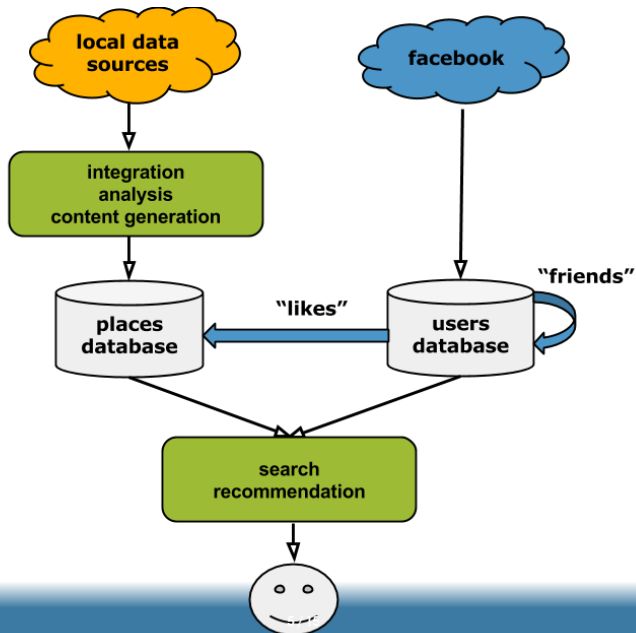 local data
sources
facebook
integration
analysis
content generation
"friends"
"likes"
places
database
users
database
search
recommendation